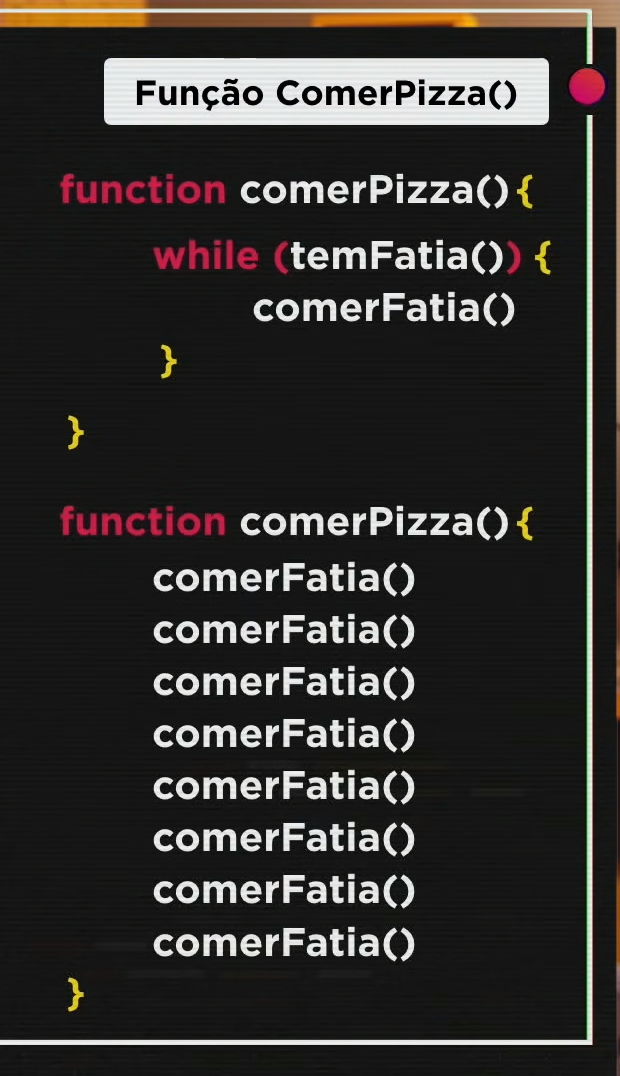 Função ComerPizza()
function comerPizza() {
while (temFatia()) {
comerFatia()
}
}
function comerPizza() {
comerFatia()
comerFatia()
comerFatia()
comerFatia()
comerFatia()
comerFatia()
comerFatia()
comerFatia()
}